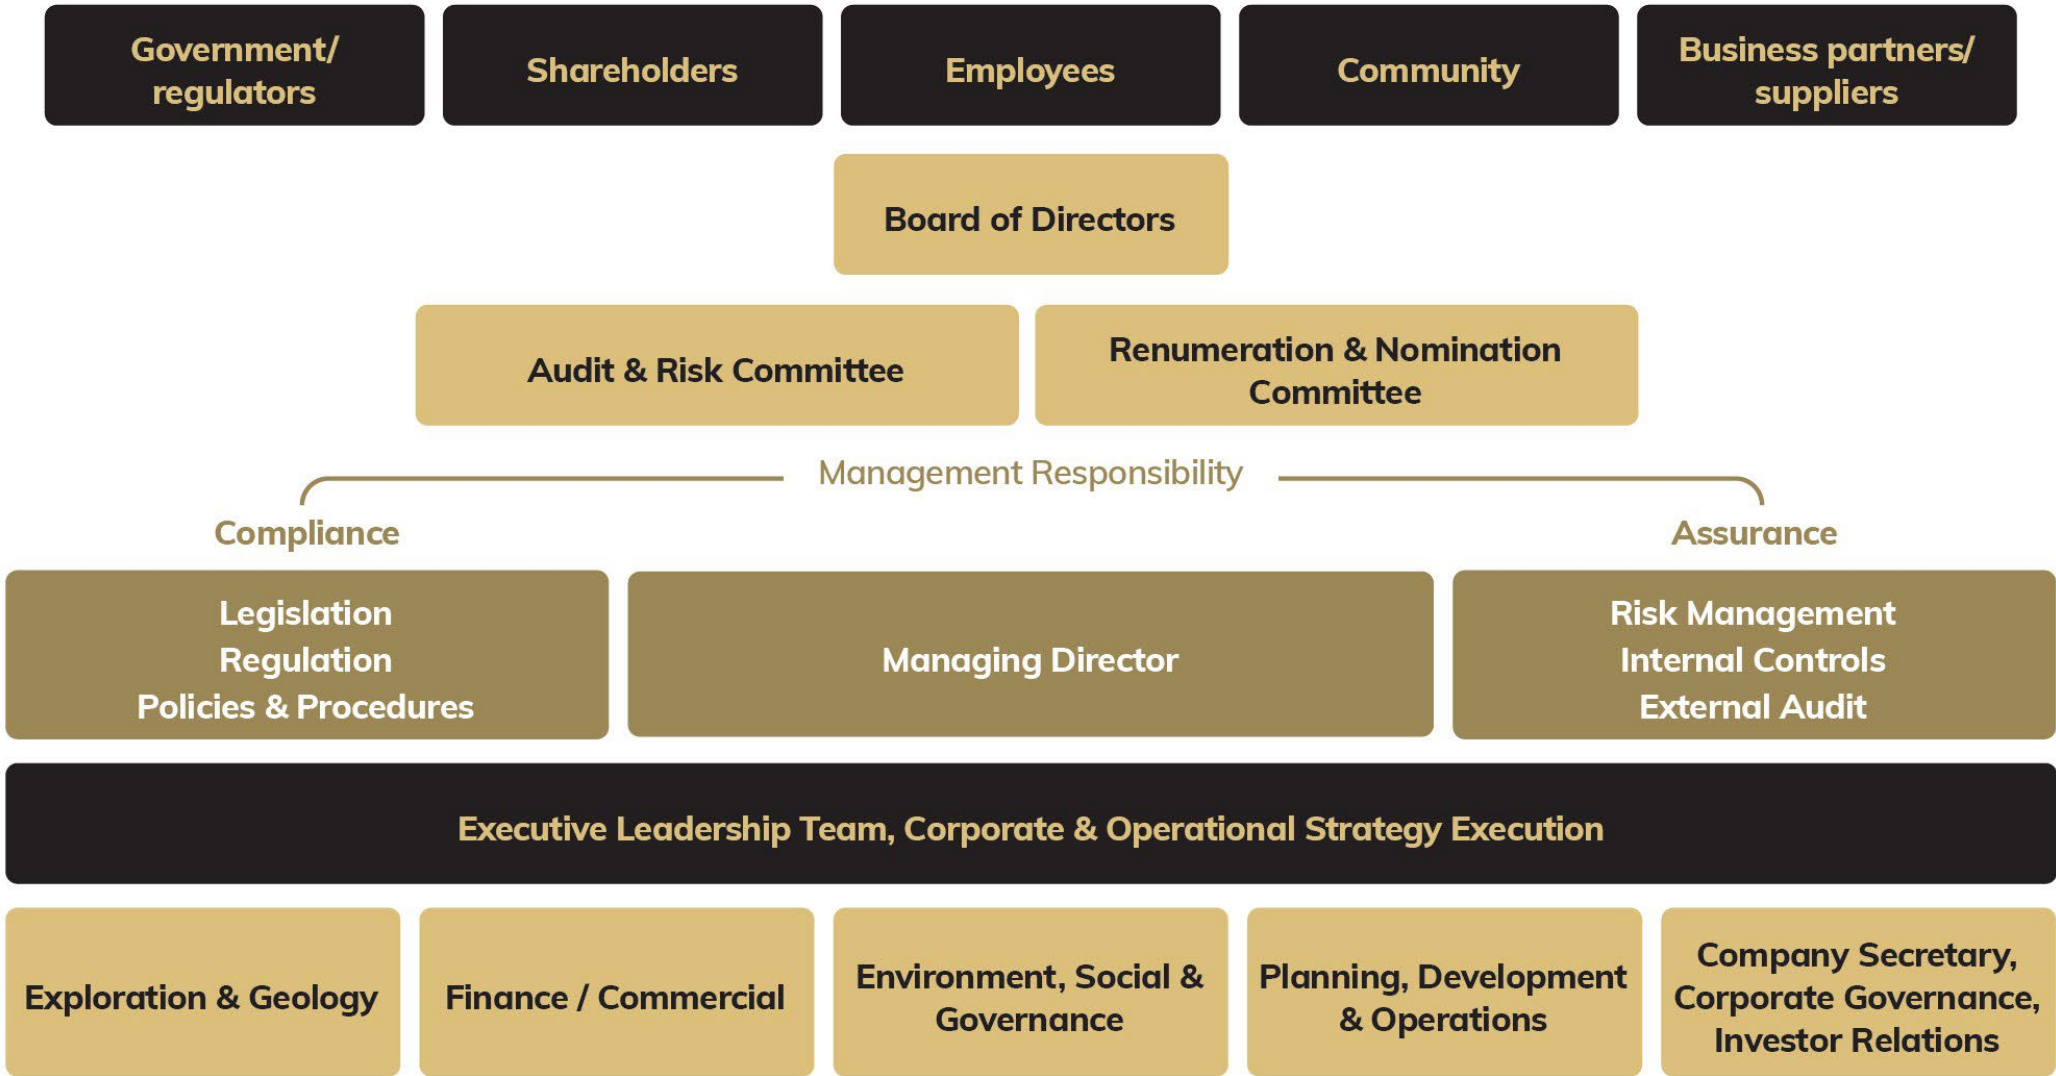 Government/
regulators
Shareholders
Employees
Community
Business partners/
suppliers
Board of Directors
Audit & Risk Committee
Renumeration & Nomination
Committee
Management Responsibility
Compliance
Assurance
Legislation
Regulation
Policies & Procedures
Managing Director
Risk Management
Internal Controls
External Audit
Executive Leadership Team, Corporate & Operational Strategy Execution
Exploration & Geology
Finance / Commercial
Environment, Social &
Governance
Planning, Development
& Operations
Company Secretary,
Corporate Governance,
Investor Relations